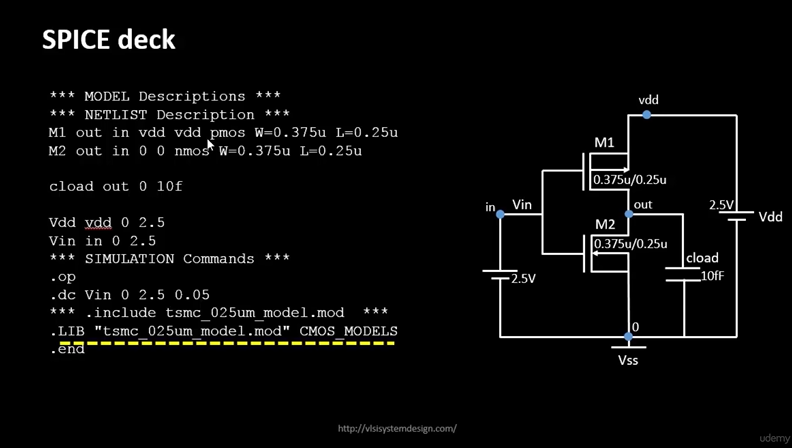 SPICE deck
*** MODEL Descriptions ***
*** NETLIST Description ***
M1 out in vdd vdd pmos W=0.375u L=0.25u
M2 out in 0 0 nmos W=0.375u L=0.25u
cload out 0 10f
Vdd vdd 0 2.5
Vin in 0 2.5
*** SIMULATION Commands ***
.op
.dc Vin 0 2.5 0.05
*** .include tsmc_025um_model.mod ***
.LIB "tsmc_025um_model.mod" CMOS_MODELS
.end
vdd
M1
0.375u/0.25u
in
Vin
out
2.5V
Vdd
M2
0.375u/0.25u
cload
10fF
2.5V
0
Vss
http://vlsisystemdesign.com/
udemy